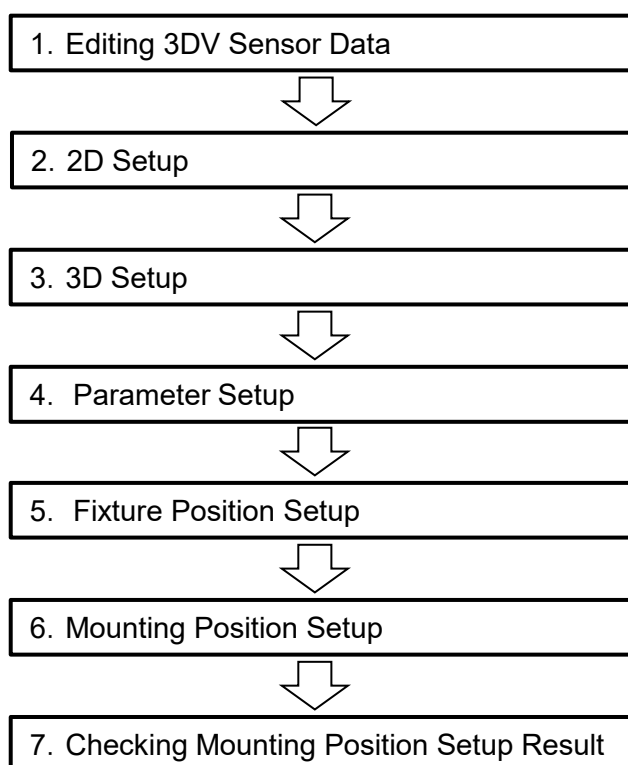 1. Editing 3DV Sensor Data
2. 2D Setup
3. 3D Setup
4. Parameter Setup
5. Fixture Position Setup
6. Mounting Position Setup
7. Checking Mounting Position Setup Result